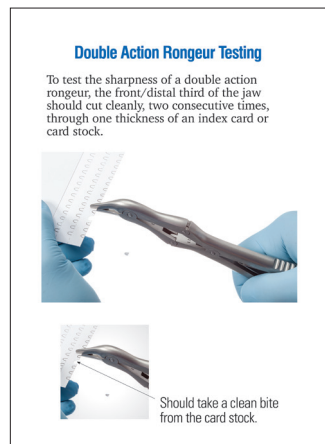 Double Action Rongeur Testing
To test the sharpness of a double action
rongeur, the front/distal third of the jaw
should cut cleanly, two consecutive times,
through one thickness of an index card or
card stock.
Should take a clean bite
from the card stock.